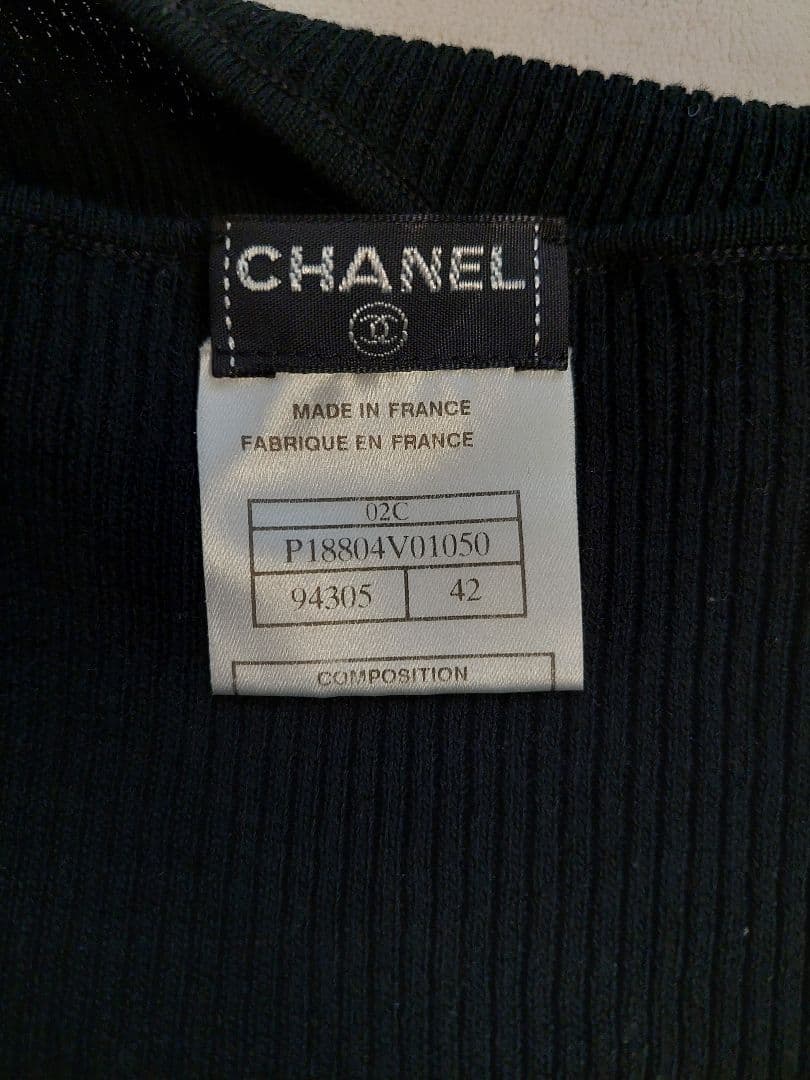 CHANEL
MADE IN FRANCE
FABRIQUE EN FRANCE
02C
P18804V01050
94305 42
COMPOSITION